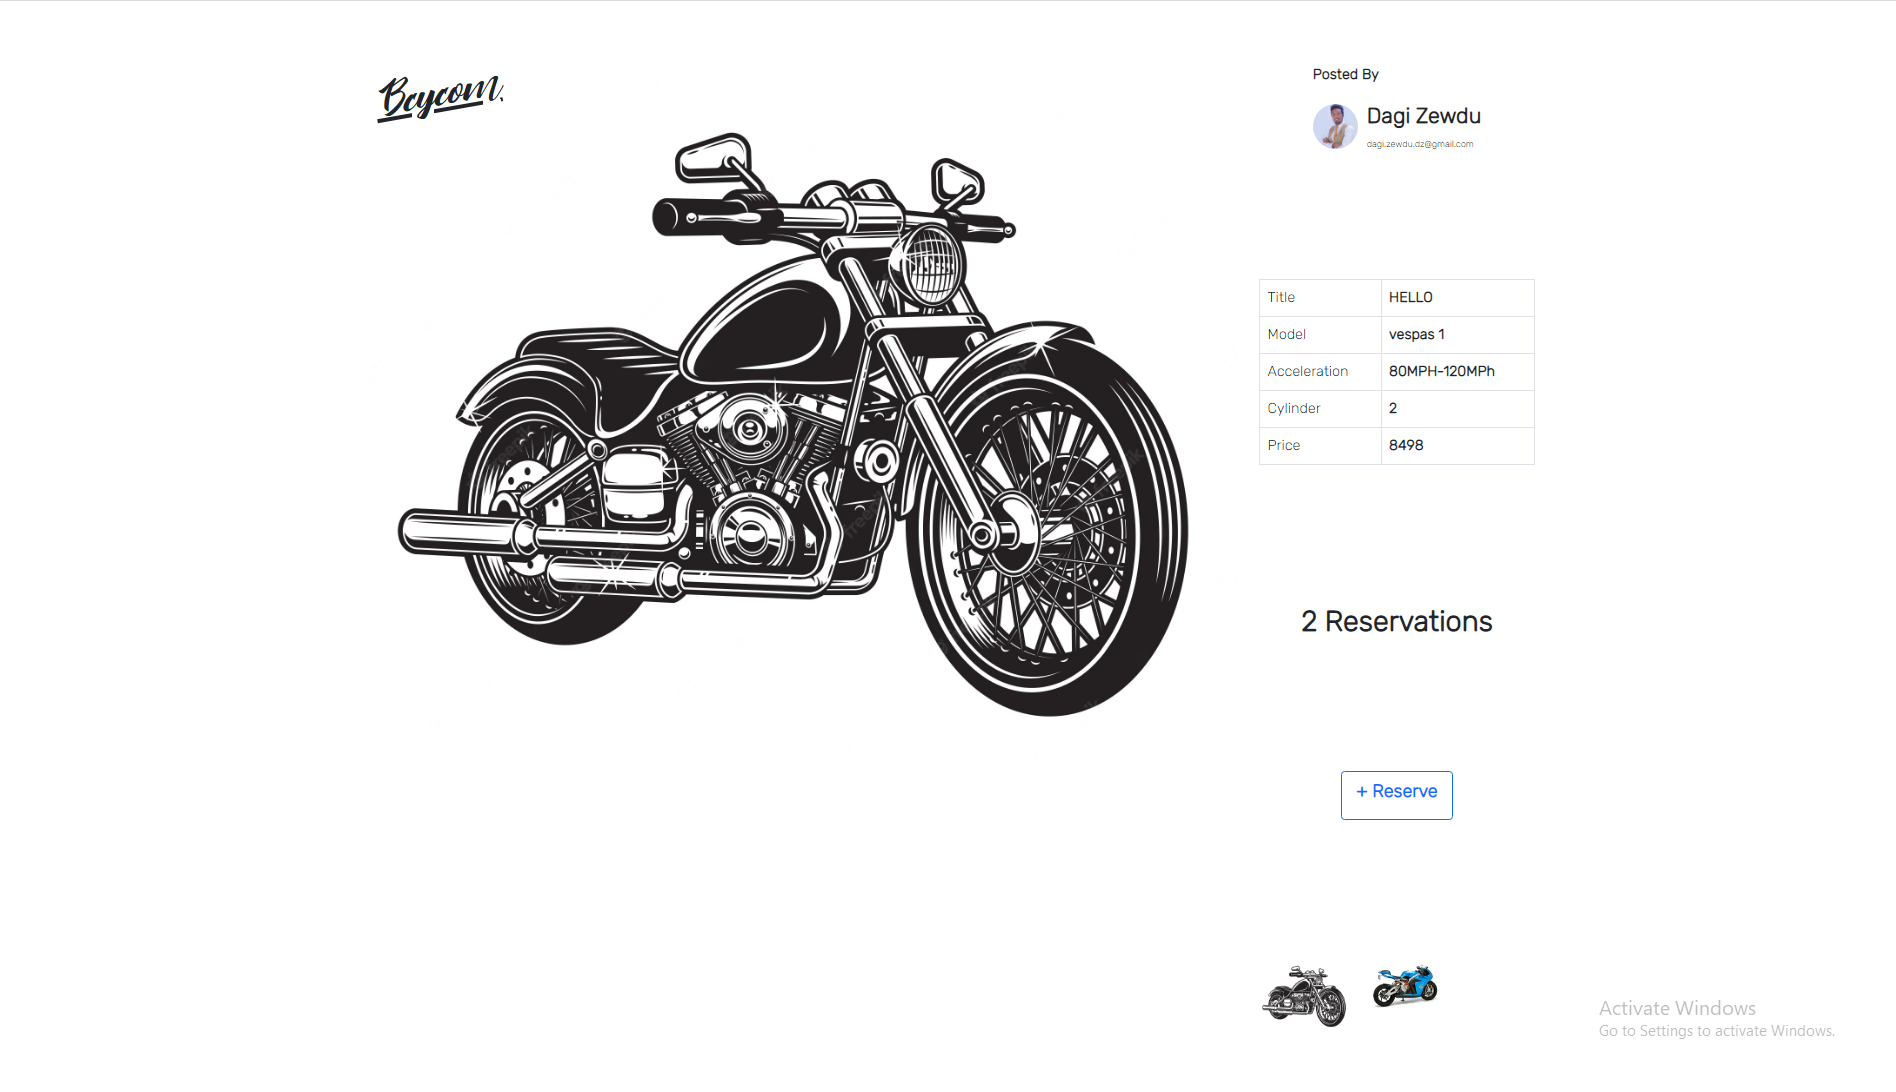 Bcycom.
Posted By
Dagi Zewdu
dagi.zewdu.dz@gmail.com
Title HELLO
Model vespas 1
Acceleration 80MPH-120MPh
Cylinder 2
Price 8498
2 Reservations
+ Reserve
Activate Windows
Go to Settings to activate Windows.